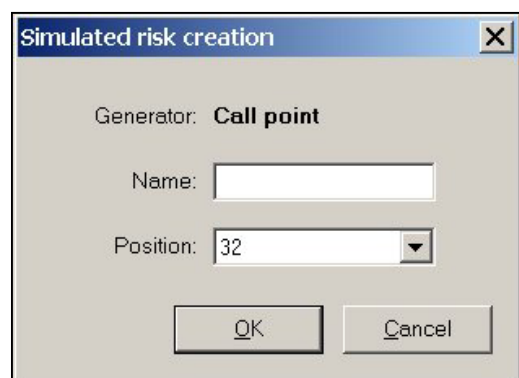 Simulated risk creation
Generator: Call point
Name:
Position: 32
OK Cancel